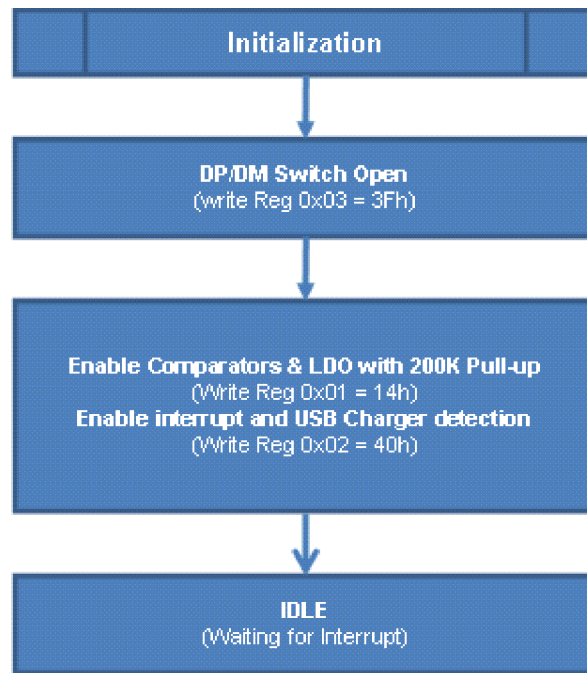 Initialization
DP/DM Switch Open
(write Reg 0x03 = 3Fh)
Enable Comparators & LDO with 200K Pull-up
(Write Reg 0x01 = 14h)
Enable interrupt and USB Charger detection
(Write Reg 0x02 = 40h)
IDLE
(Waiting for Interrupt)